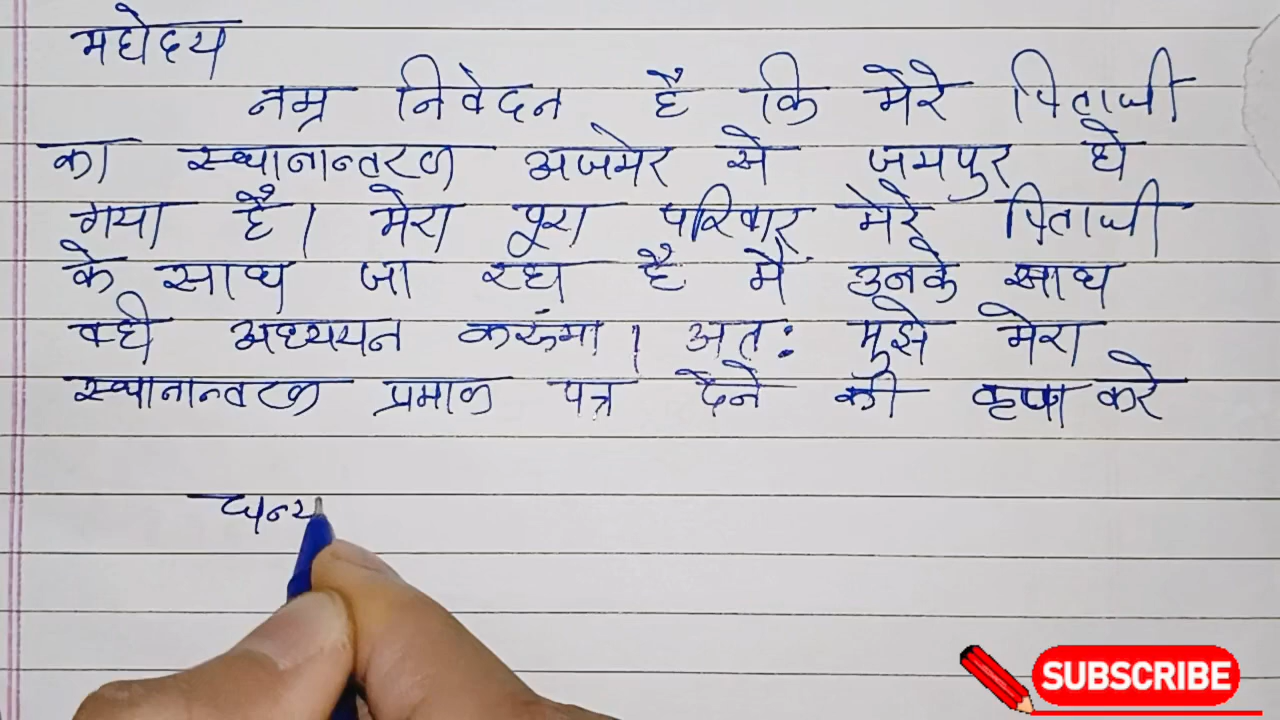 महोदय
नम्र निवेदन है कि मेरे पिताजी
का स्थानान्तरण अजमेर से जयपुर हो
गया है। मेरा पूरा परिवार मेरे पिताजी
के साथ जा रहा है मैं उनके साथ
वही अध्ययन करुंगा। अत: मुझे मेरा
स्थानान्तरण प्रमाण पत्र देने की कृपा करे
धन्य
SUBSCRIBE